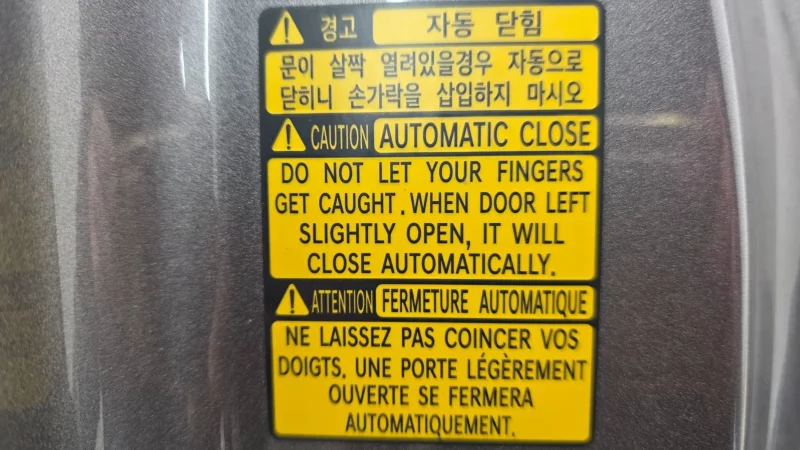 경고 자동 닫힘
문이 살짝 열려있을경우 자동으로
닫히니 손가락을 삽입하지 마시오
CAUTION AUTOMATIC CLOSE
DO NOT LET YOUR FINGERS
GET CAUGHT. WHEN DOOR LEFT
SLIGHTLY OPEN, IT WILL
CLOSE AUTOMATICALLY.
ATTENTION FERMETURE AUTOMATIQUE
NE LAISSEZ PAS COINCER VOS
DOIGTS. UNE PORTE LÉGÈREMENT
OUVERTE SE FERMERA
AUTOMATIQUEMENT.